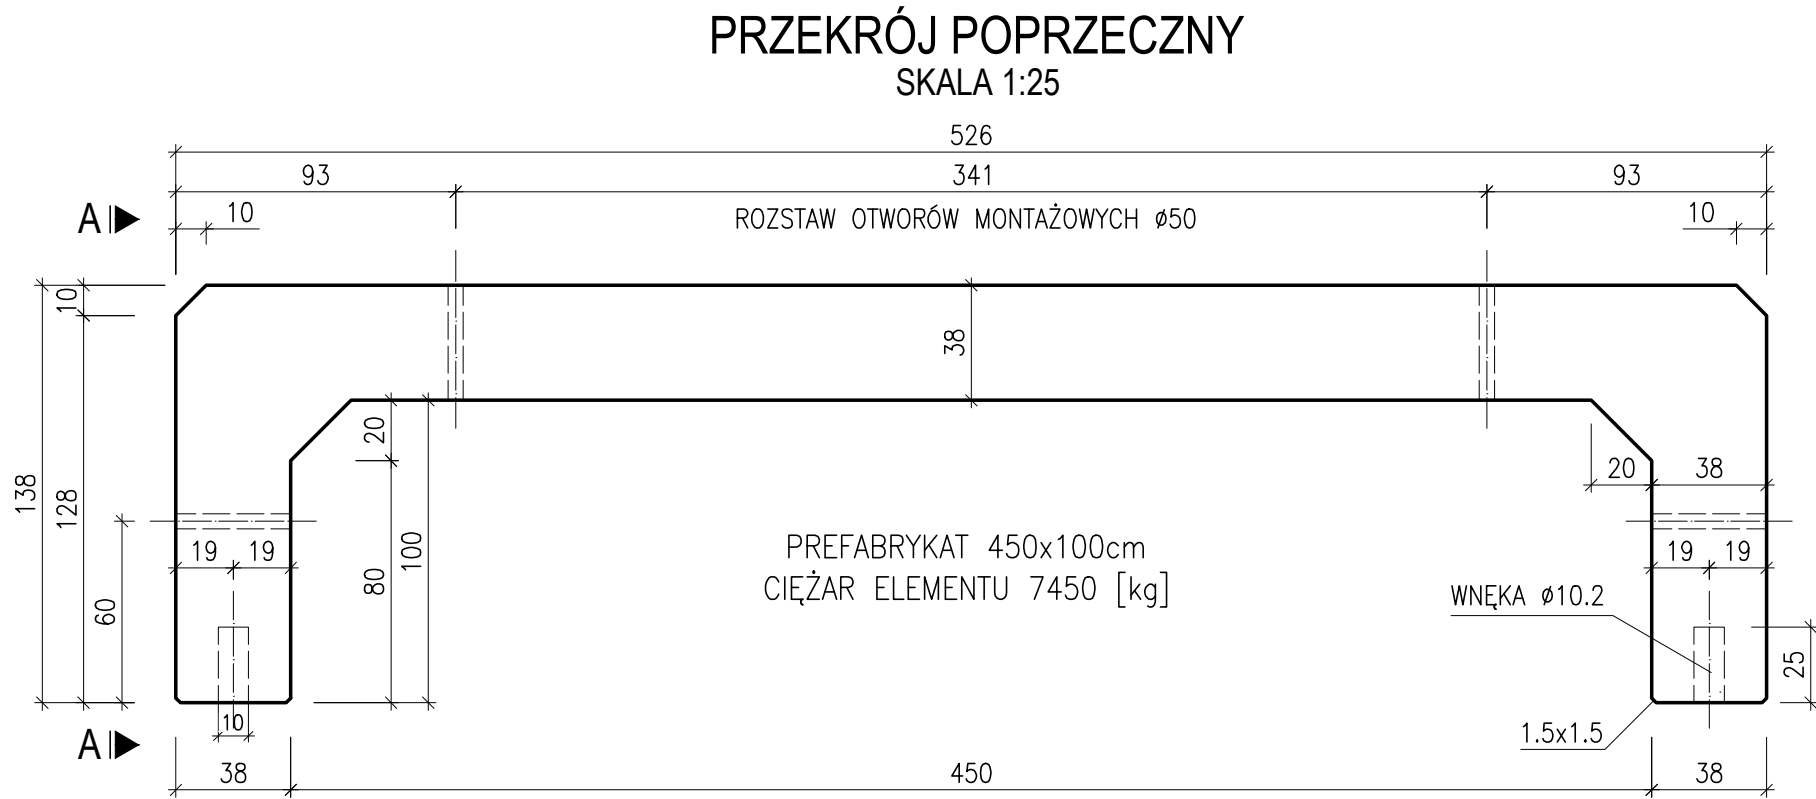 PRZEKRÓJ POPRZECZNY
SKALA 1:25
526
93 341 93
A 10 ROZSTAW OTWORÓW MONTAŻOWYCH ø50 10
10
38
20
138
128
20 38
100
19 19
PREFABRYKAT 450x100cm
19 19
80
CIĘŻAR ELEMENTU 7450 [kg]
60
WNĘKA ø10.2
25
10
1.5x1.5
A
38 450 38